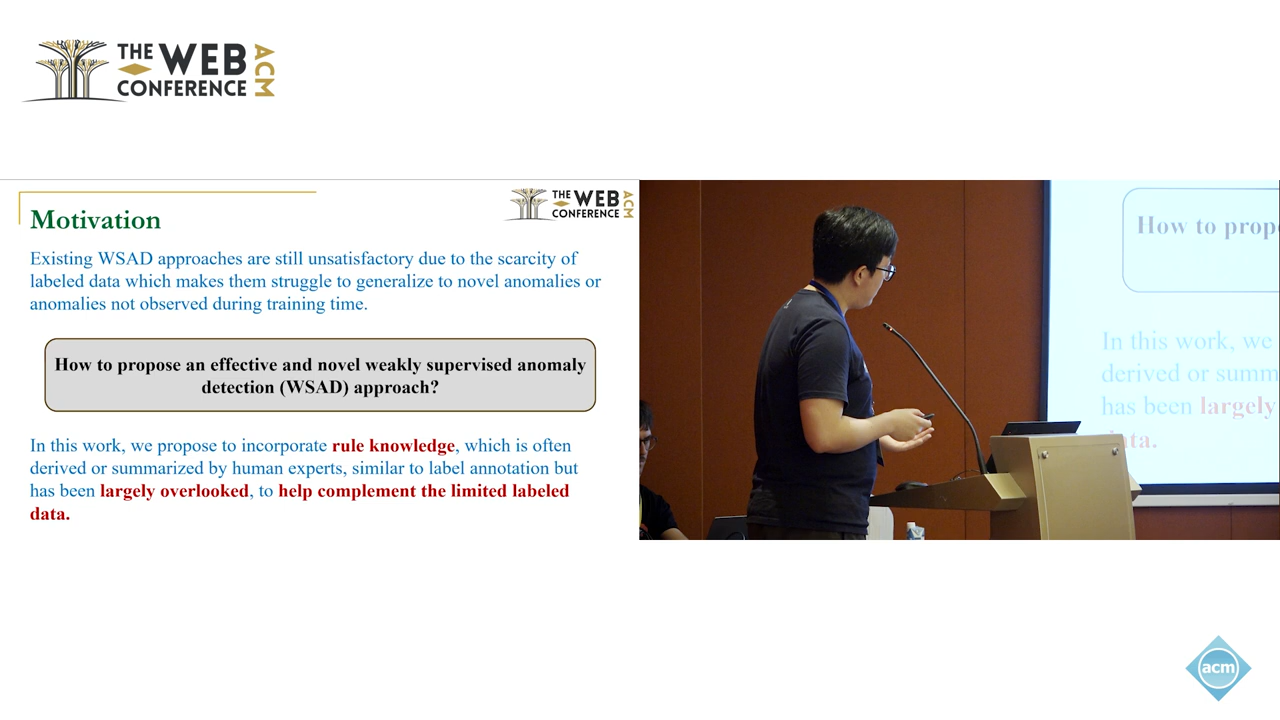 THE WEB CONFERENCE ACM
THE WEB CONFERENCE ACM
Motivation
Existing WSAD approaches are still unsatisfactory due to the scarcity of
labeled data which makes them struggle to generalize to novel anomalies or
anomalies not observed during training time.
How to propose an effective and novel weakly supervised anomaly
detection (WSAD) approach?
In this work, we propose to incorporate rule knowledge, which is often
derived or summarized by human experts, similar to label annotation but
has been largely overlooked, to help complement the limited labeled
data.
How to prop
In this work, we
derived or summ
has been largely
data.
acm